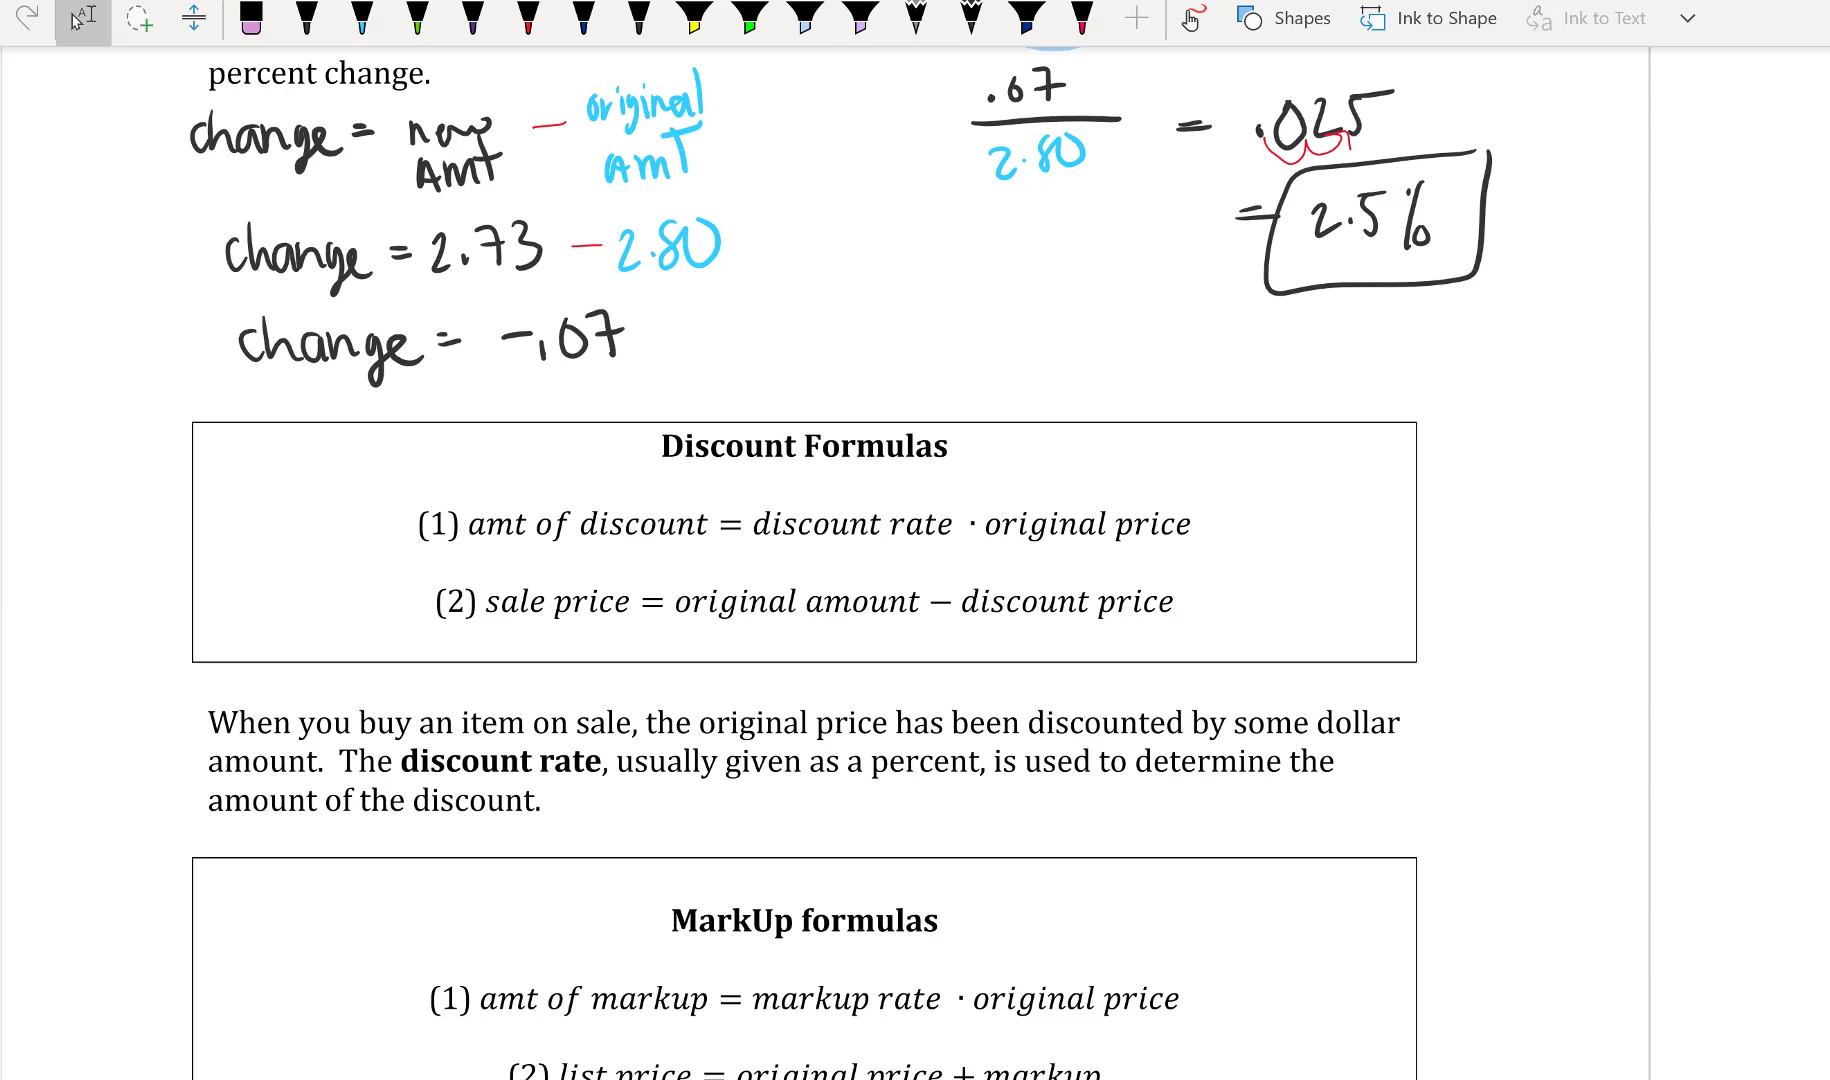 Shapes Ink to Shape Ink to Text
percent change.
change = new AMT − original AMT
.07 / 2.80 = .025
= 2.5%
change = 2.73 − 2.80
change = -.07
Discount Formulas
(1) amt of discount = discount rate · original price
(2) sale price = original amount − discount price
When you buy an item on sale, the original price has been discounted by some dollar
amount. The discount rate, usually given as a percent, is used to determine the
amount of the discount.
MarkUp formulas
(1) amt of markup = markup rate · original price
(2) list price = original price + markup